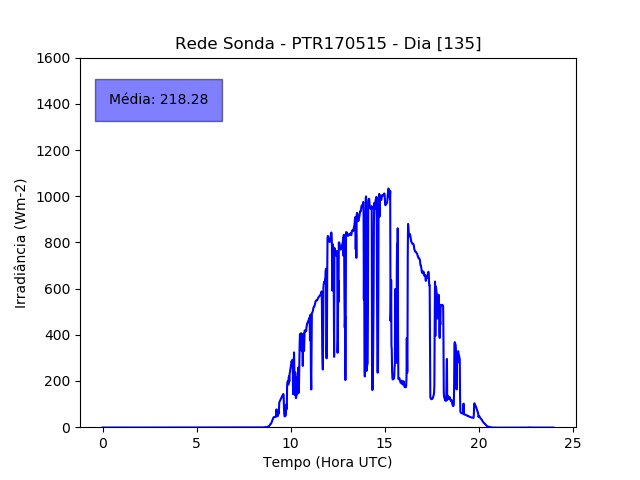 Rede Sonda - PTR170515 - Dia [135]
1600
1400
1200
1000
800
600
400
200
0
Média: 218.28
Irradiância (Wm-2)
0 5 10 15 20 25
Tempo (Hora UTC)